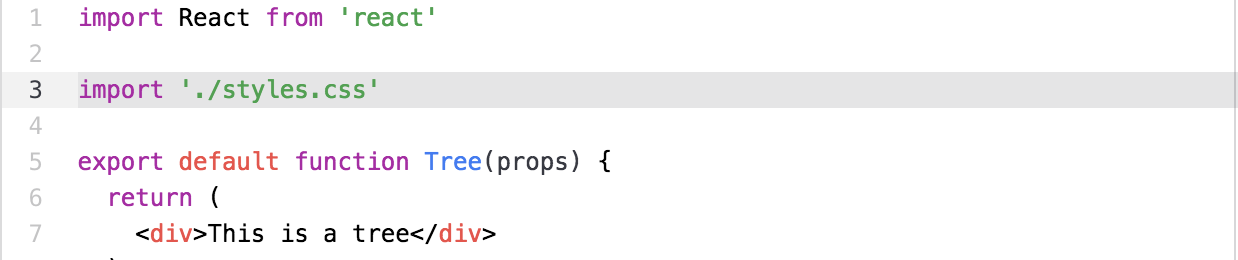 1 import React from 'react'
2
3 import './styles.css'
4
5 export default function Tree(props) {
6 return (
7 <div>This is a tree</div>